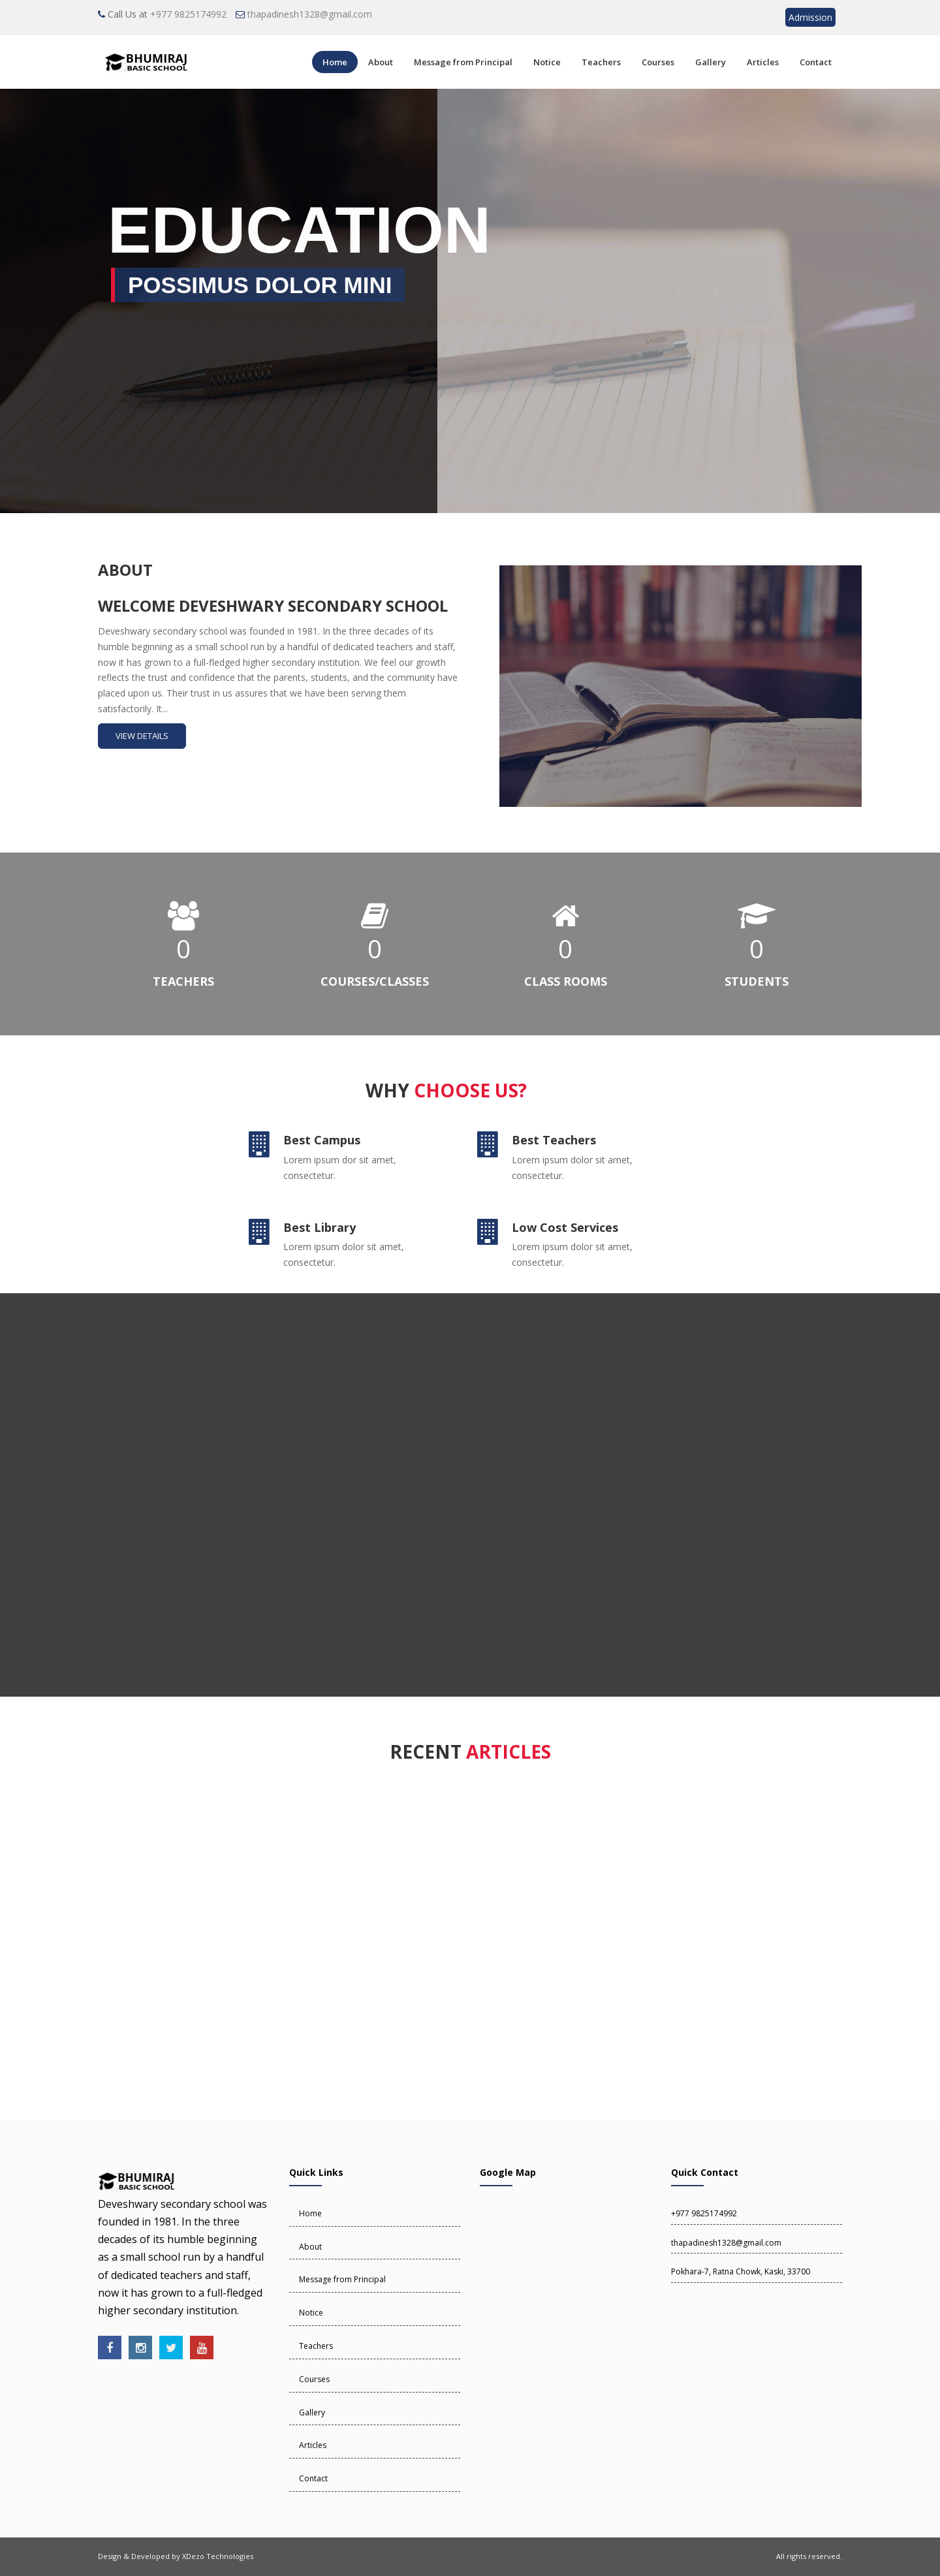 Call Us at +977 9825174992 thapadinesh1328@gmail.com
Admission
BHUMIRAJ
BASIC SCHOOL
Home About Message from Principal Notice Teachers Courses Gallery Articles Contact
EDUCATION
POSSIMUS DOLOR MINI
ABOUT
WELCOME DEVESHWARY SECONDARY SCHOOL
Deveshwary secondary school was founded in 1981. In the three decades of its
humble beginning as a small school run by a handful of dedicated teachers and staff,
now it has grown to a full-fledged higher secondary institution. We feel our growth
reflects the trust and confidence that the parents, students, and the community have
placed upon us. Their trust in us assures that we have been serving them
satisfactorily. It...
VIEW DETAILS
0 0 0 0
TEACHERS COURSES/CLASSES CLASS ROOMS STUDENTS
WHY CHOOSE US?
Best Campus
Lorem ipsum dor sit amet,
consectetur.
Best Teachers
Lorem ipsum dolor sit amet,
consectetur.
Best Library
Lorem ipsum dolor sit amet,
consectetur.
Low Cost Services
Lorem ipsum dolor sit amet,
consectetur.
RECENT ARTICLES
BHUMIRAJ
BASIC SCHOOL
Deveshwary secondary school was
founded in 1981. In the three
decades of its humble beginning
as a small school run by a handful
of dedicated teachers and staff,
now it has grown to a full-fledged
higher secondary institution.
Quick Links
Home
About
Message from Principal
Notice
Teachers
Courses
Gallery
Articles
Contact
Google Map
Quick Contact
+977 9825174992
thapadinesh1328@gmail.com
Pokhara-7, Ratna Chowk, Kaski, 33700
Design & Developed by XDezo Technologies
All rights reserved.